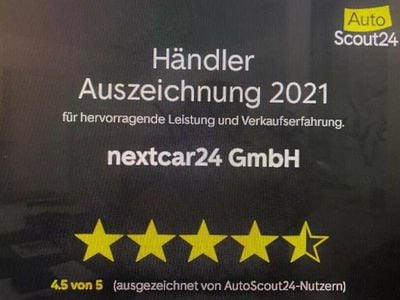 Auto
Scout24
Händler
Auszeichnung 2021
für hervorragende Leistung und Verkaufserfahrung.
nextcar24 GmbH
4.5 von 5 (ausgezeichnet von AutoScout24-Nutzern)